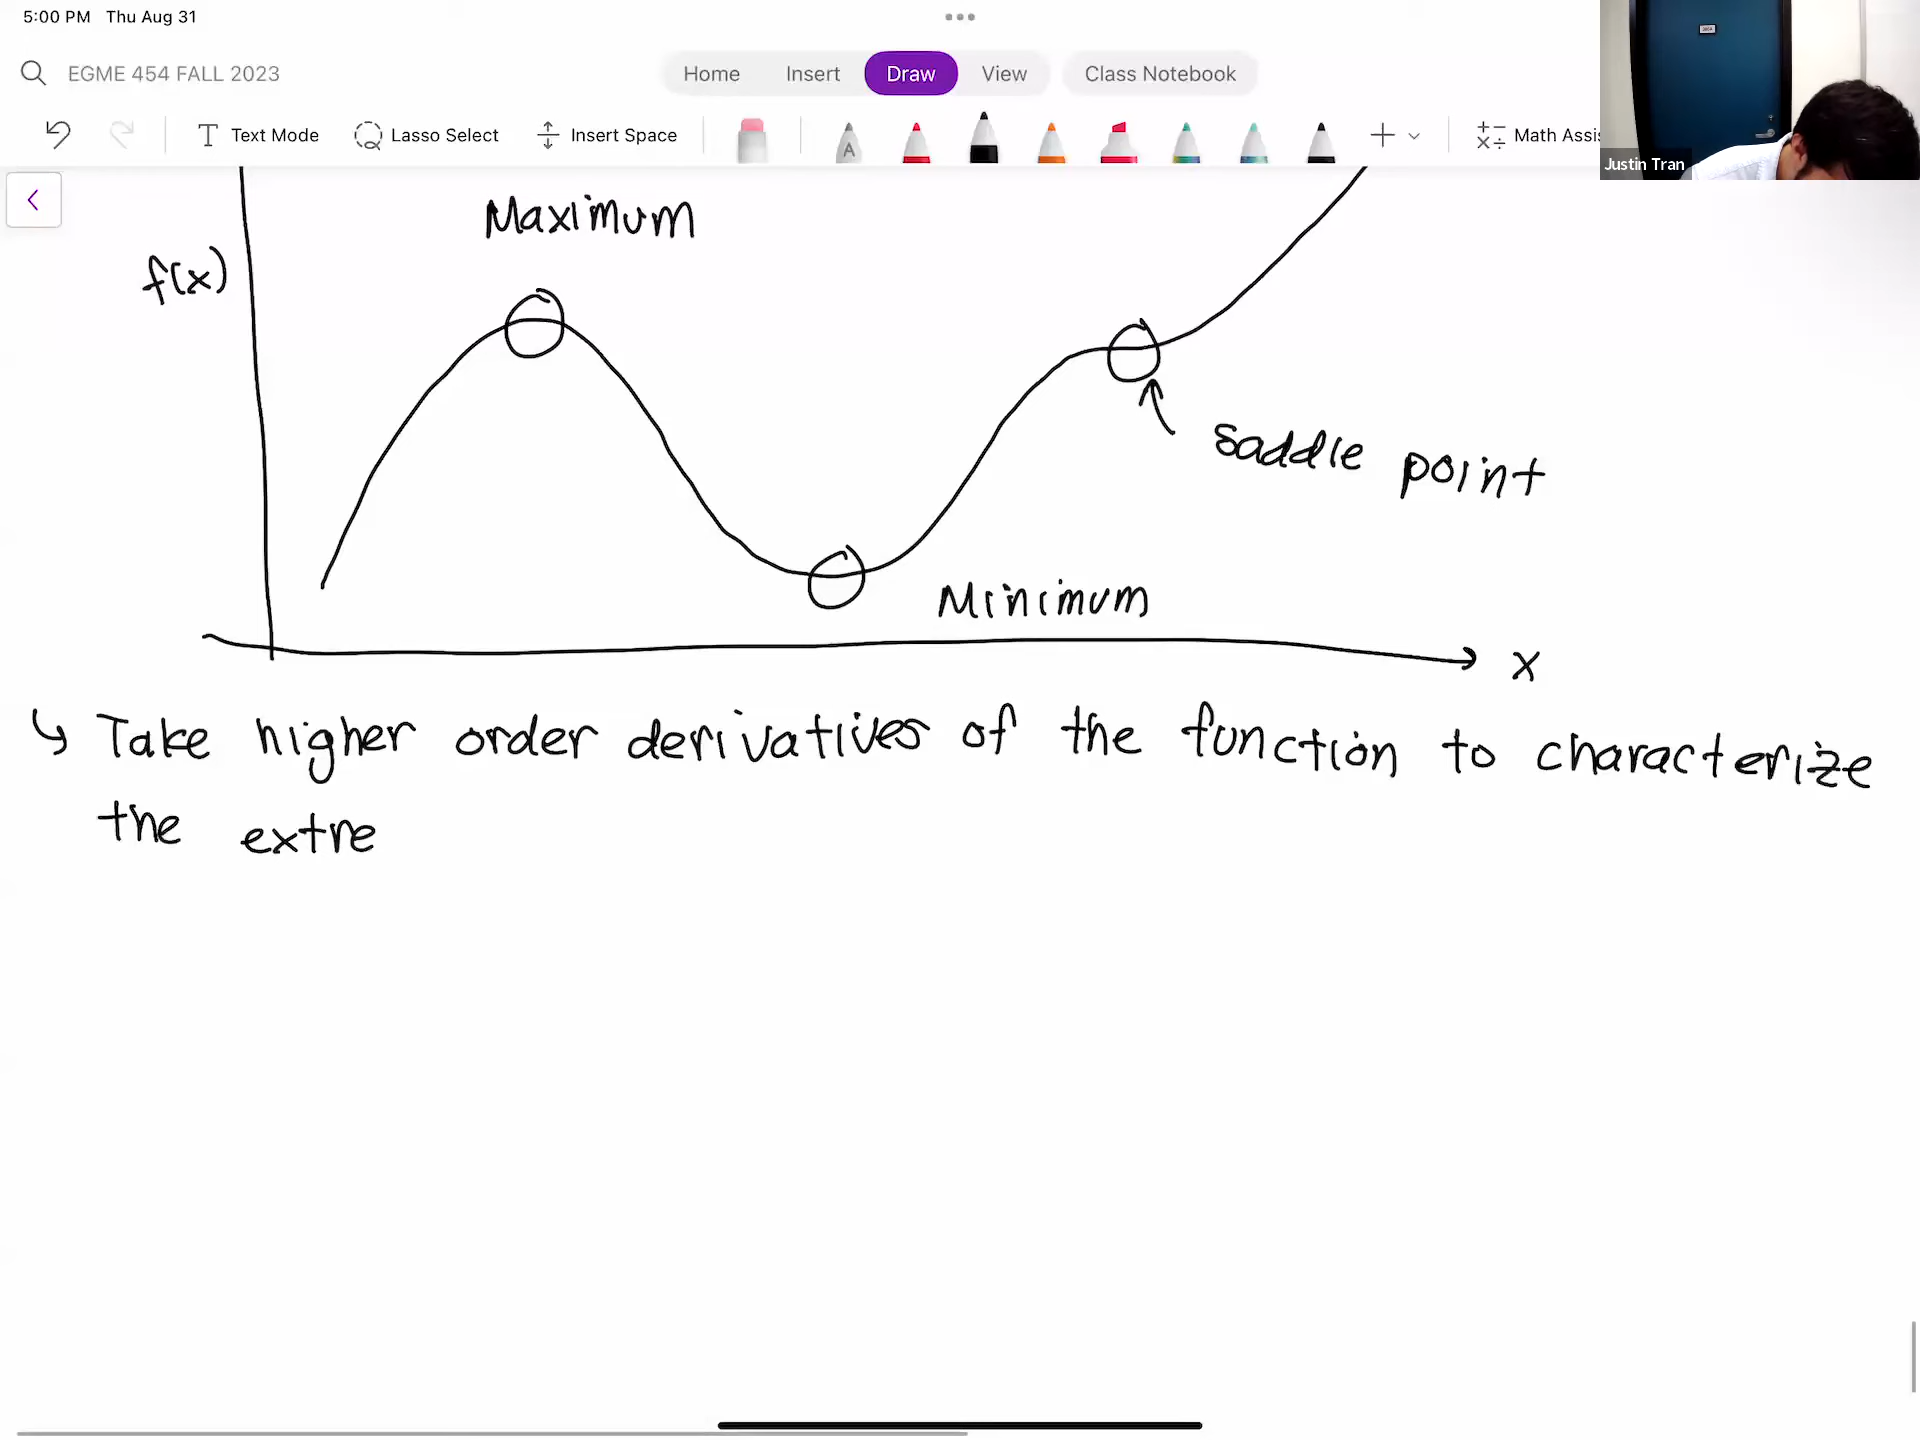 5:00 PM Thu Aug 31
EGME 454 FALL 2023
Home Insert Draw View Class Notebook
Text Mode Lasso Select Insert Space A Math Assis
Justin Tran
Maximum
f(x)
saddle point
Minimum
x
↳ Take higher order derivatives of the function to characterize
the extre